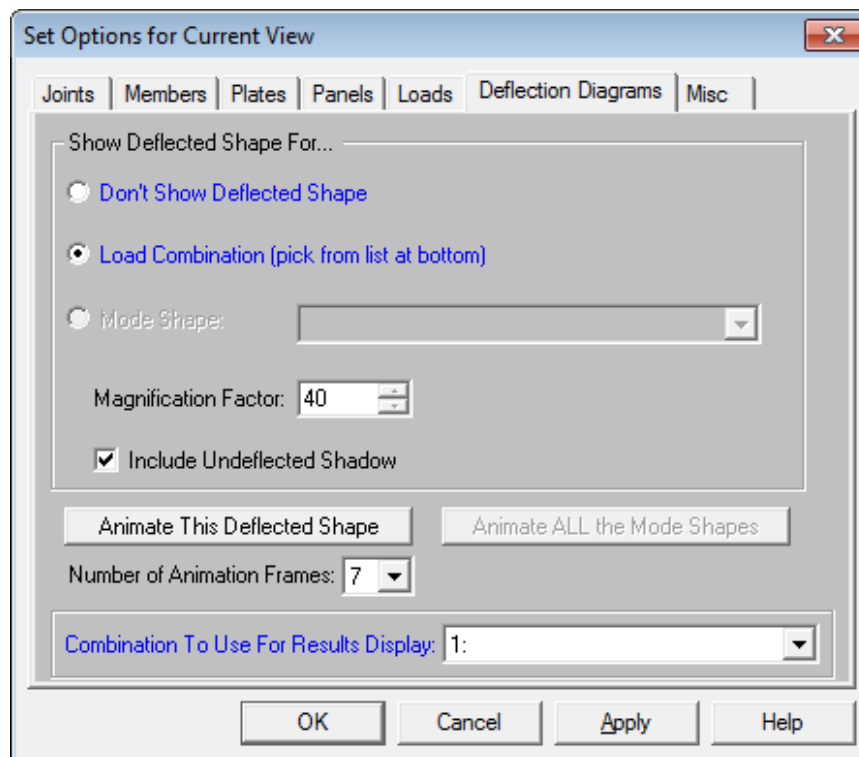 Set Options for Current View
Joints Members Plates Panels Loads Deflection Diagrams Misc
Show Deflected Shape For...
Don't Show Deflected Shape
Load Combination (pick from list at bottom)
Mode Shape:
Magnification Factor: 40
Include Undeflected Shadow
Animate This Deflected Shape Animate ALL the Mode Shapes
Number of Animation Frames: 7
Combination To Use For Results Display: 1:
OK Cancel Apply Help